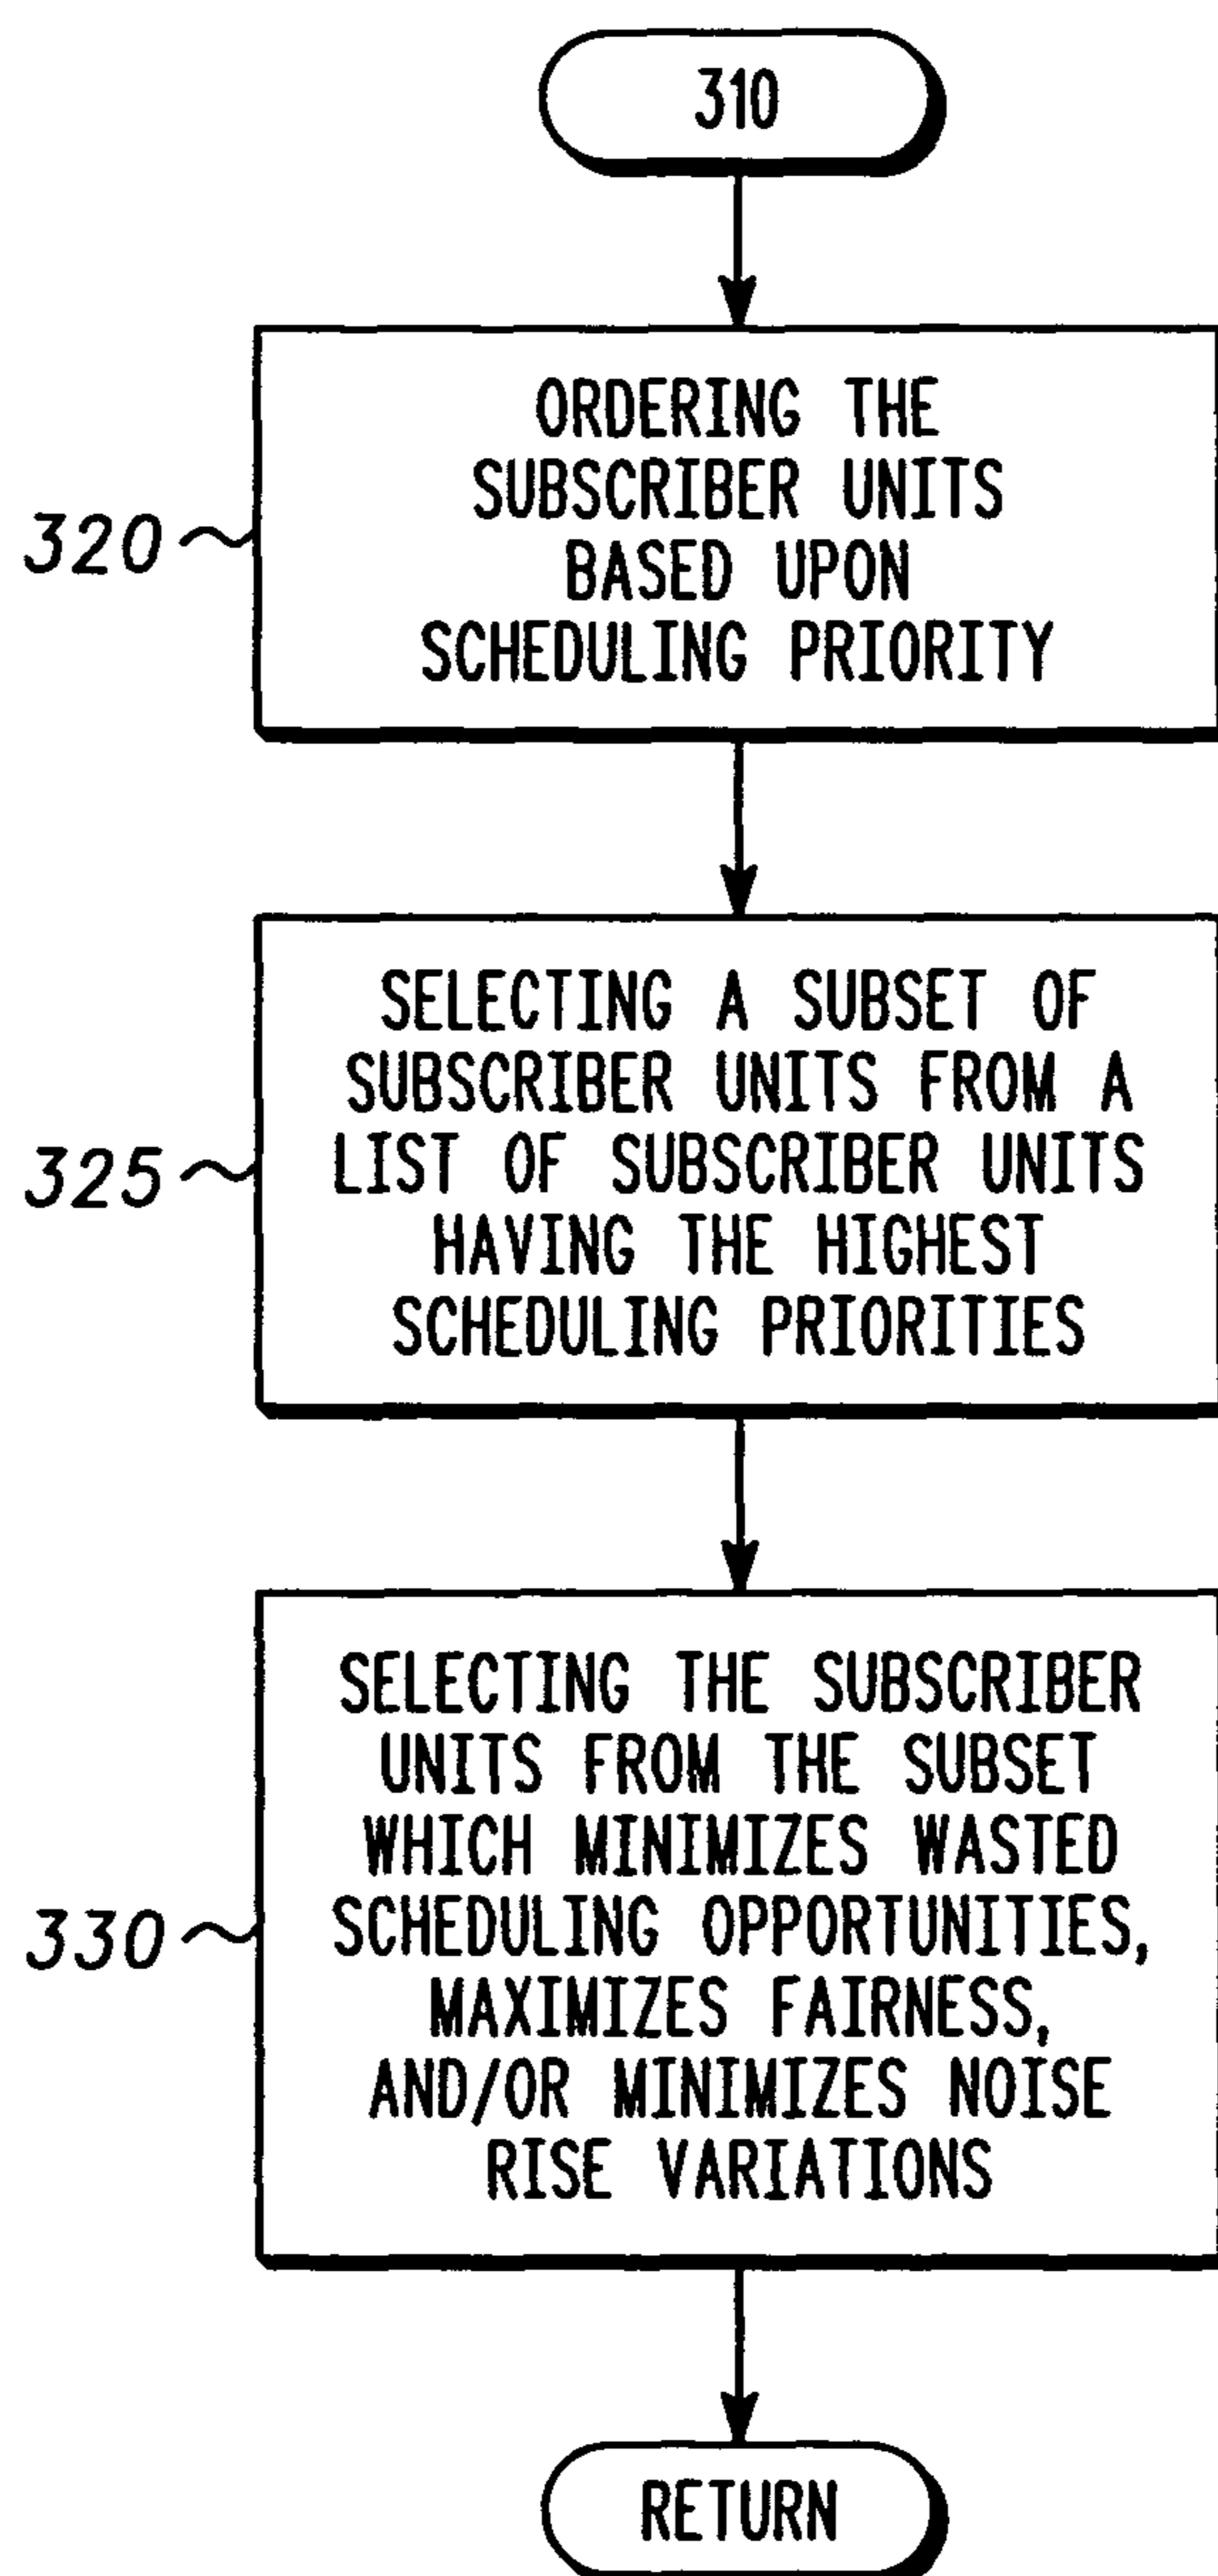 310
320
ORDERING THE
SUBSCRIBER UNITS
BASED UPON
SCHEDULING PRIORITY
325
SELECTING A SUBSET OF
SUBSCRIBER UNITS FROM A
LIST OF SUBSCRIBER UNITS
HAVING THE HIGHEST
SCHEDULING PRIORITIES
330
SELECTING THE SUBSCRIBER
UNITS FROM THE SUBSET
WHICH MINIMIZES WASTED
SCHEDULING OPPORTUNITIES,
MAXIMIZES FAIRNESS,
AND/OR MINIMIZES NOISE
RISE VARIATIONS
RETURN